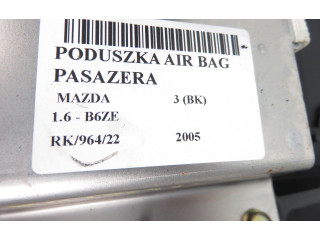 PODUSZKA AIR BAG
PASAZERA
MAZDA 3 (BK)
1.6 - B6ZE
RK/964/22 2005